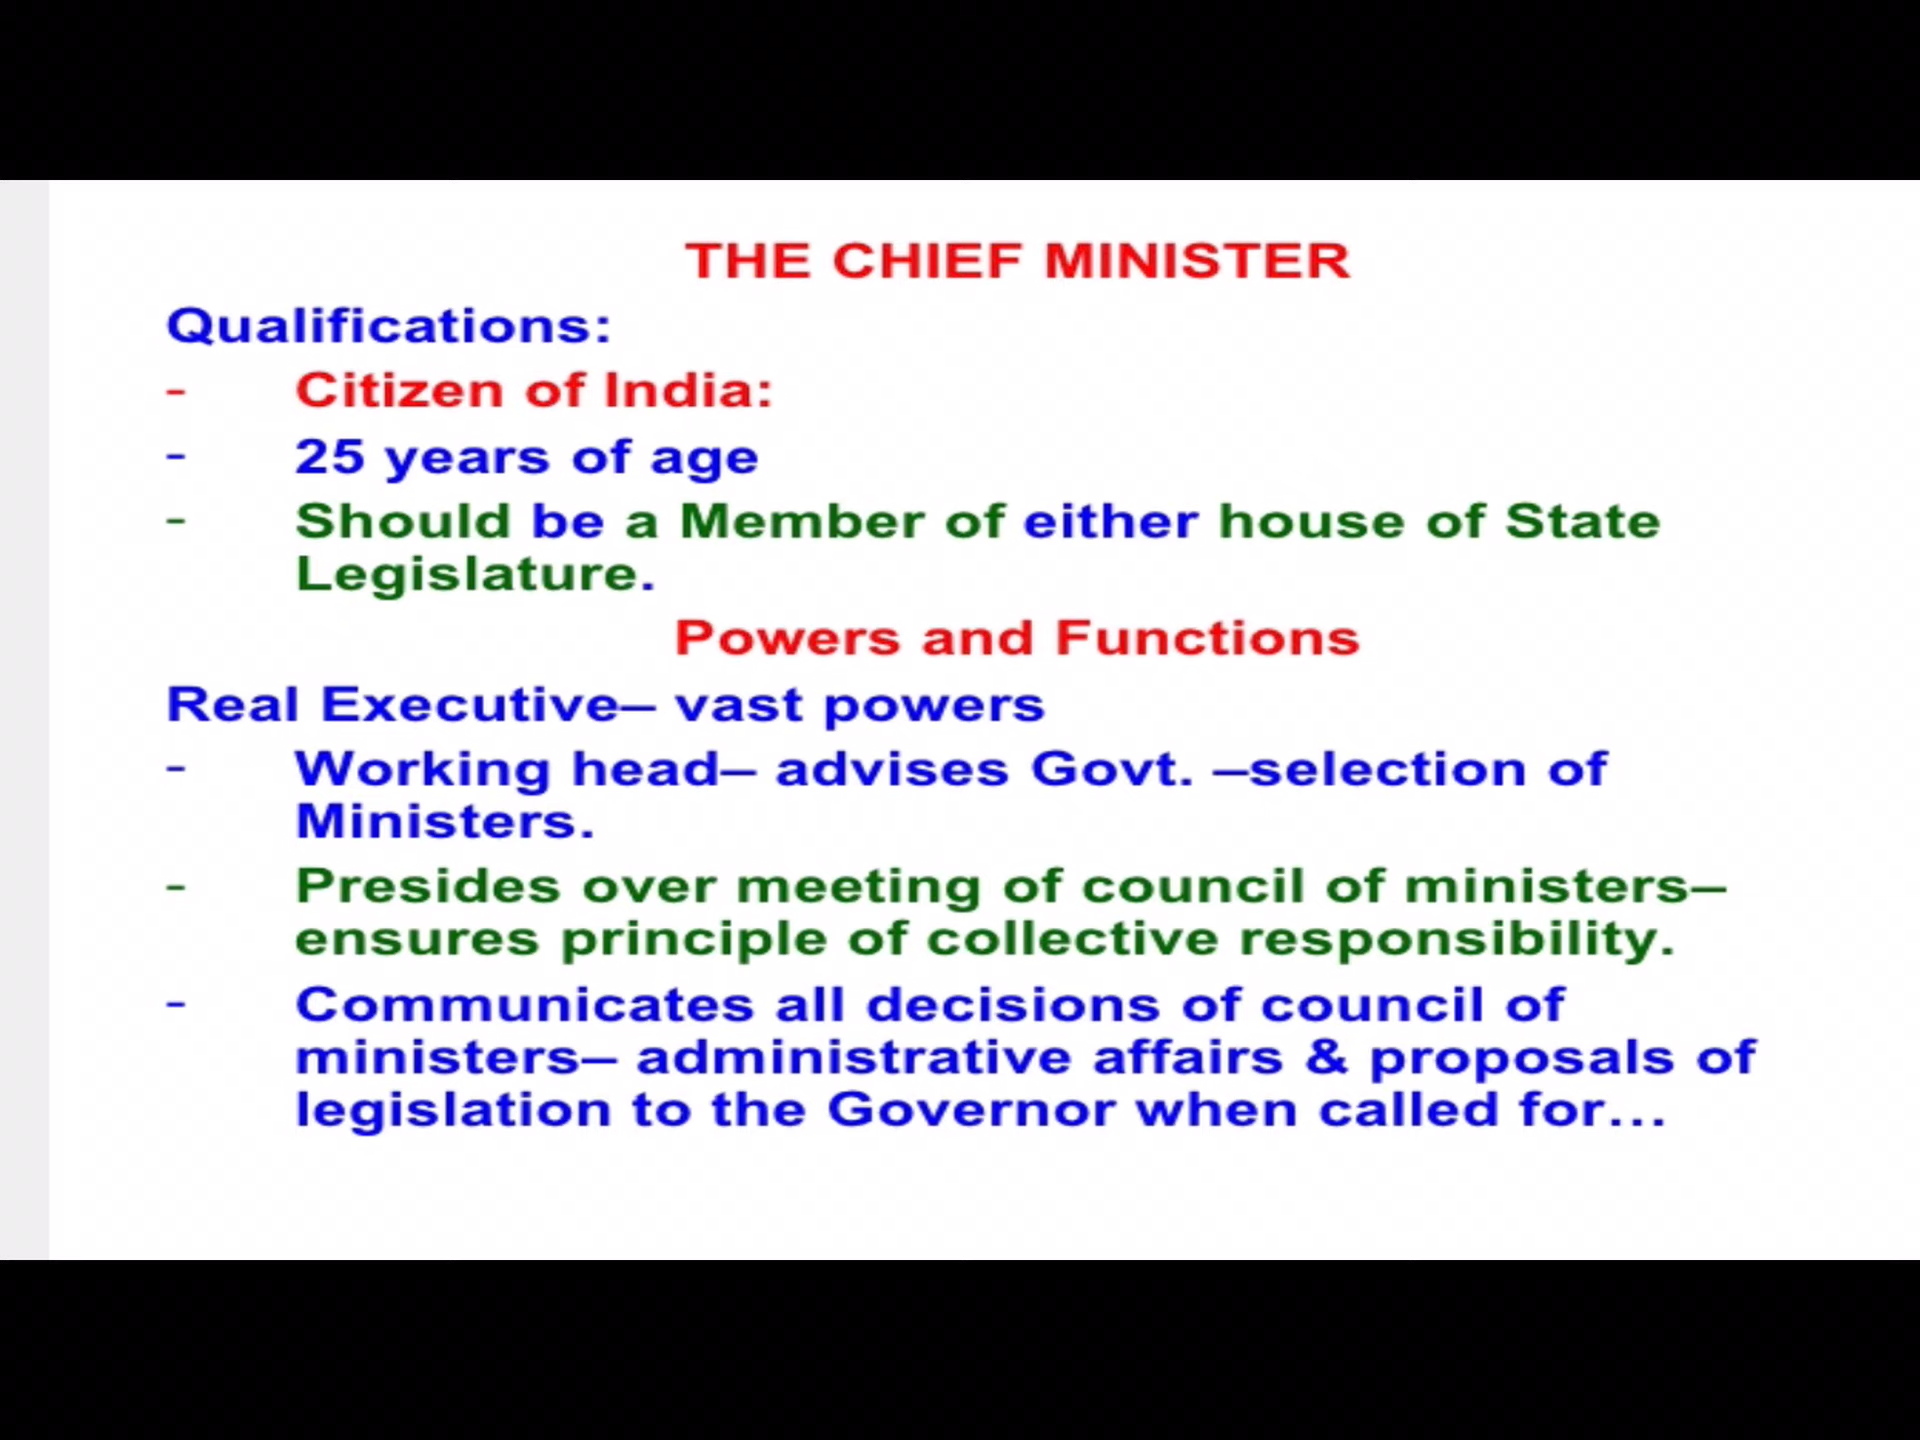 THE CHIEF MINISTER
Qualifications:
- Citizen of India:
- 25 years of age
- Should be a Member of either house of State
Legislature.
Powers and Functions
Real Executive– vast powers
- Working head– advises Govt. –selection of
Ministers.
- Presides over meeting of council of ministers–
ensures principle of collective responsibility.
- Communicates all decisions of council of
ministers– administrative affairs & proposals of
legislation to the Governor when called for...